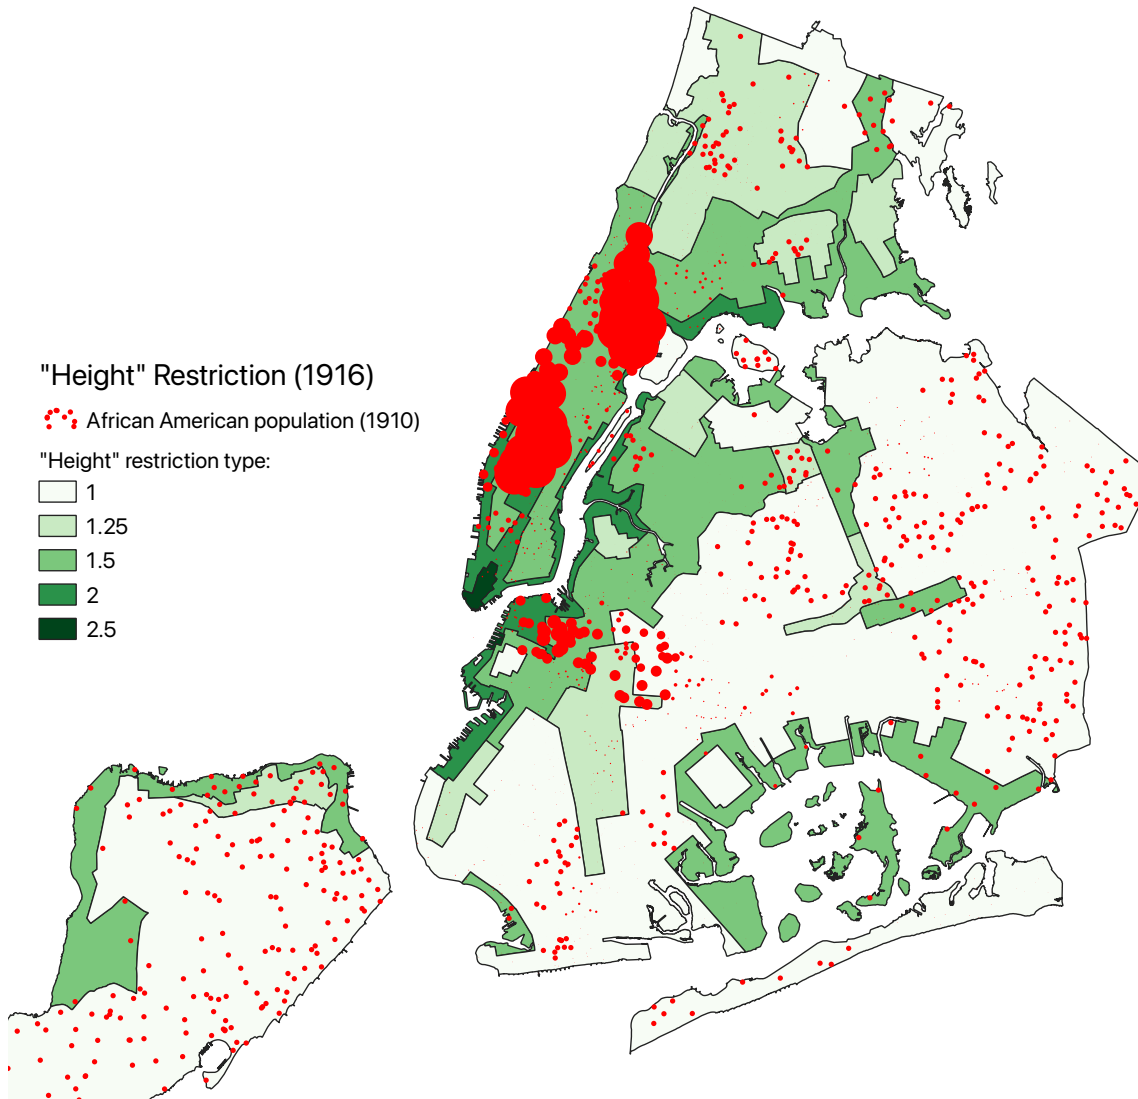 "Height" Restriction (1916)
African American population (1910)
"Height" restriction type:
1
1.25
1.5
2
2.5